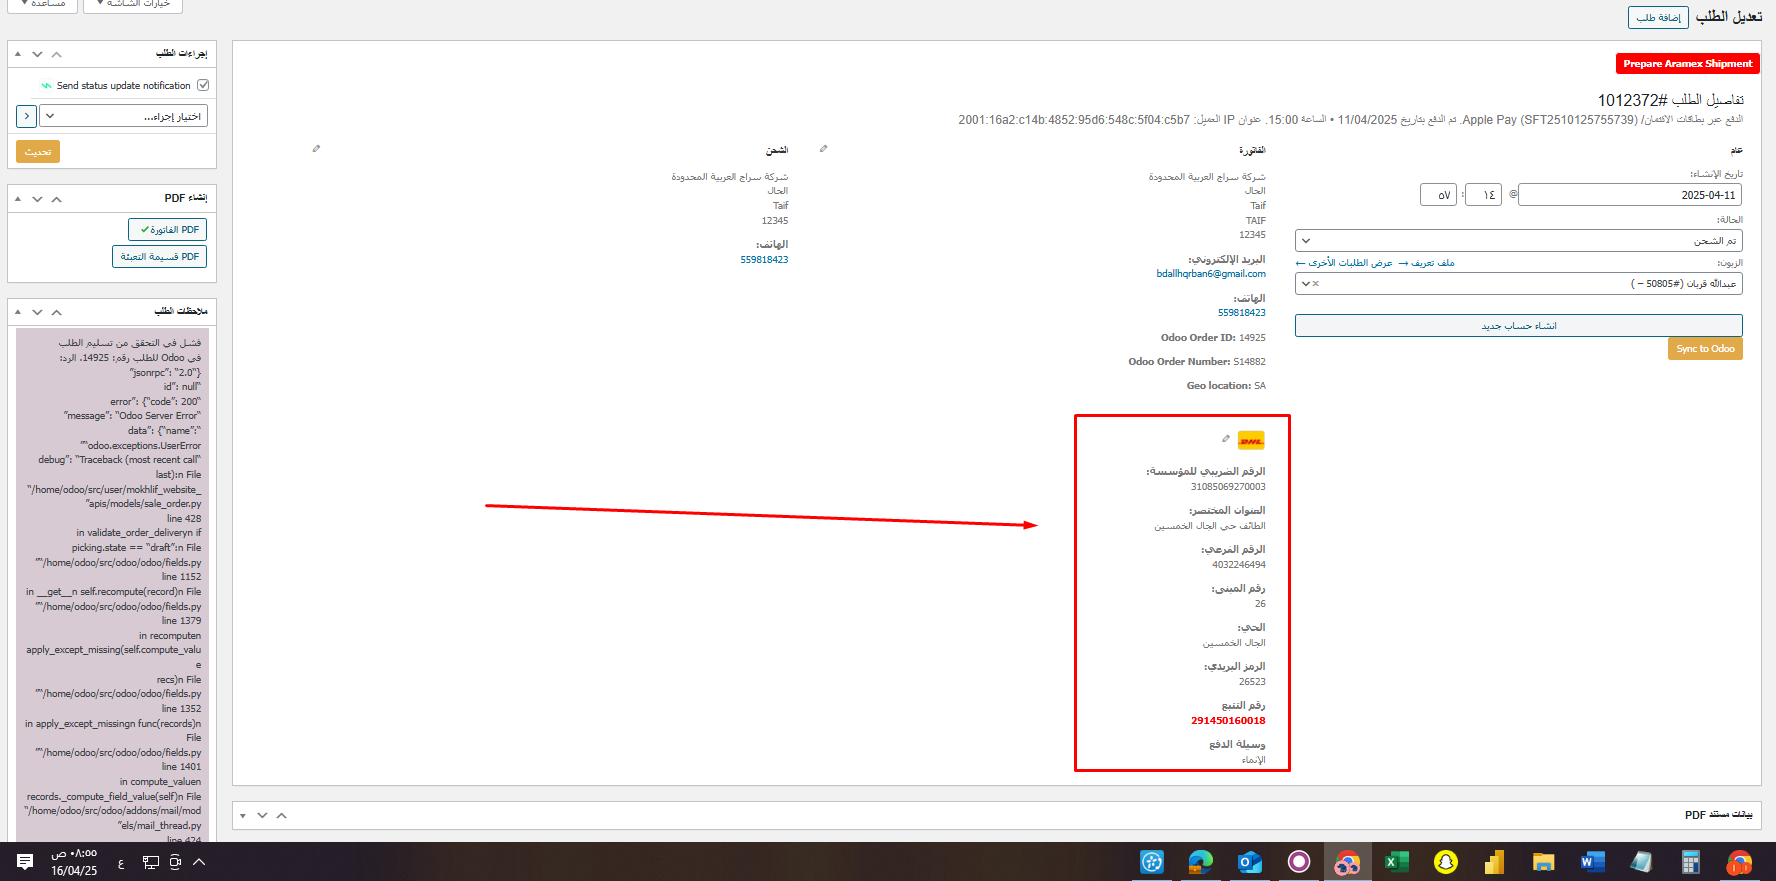 مساعدة
خيارات الشاشة
تعديل الطلب
إضافة طلب
Prepare Aramex Shipment
تفاصيل الطلب #1012372
الدفع عبر بطاقات الائتمان/ Apple Pay (SFT2510125755739). تم الدفع بتاريخ 11/04/2025 • الساعة 15:00. عنوان IP العميل: 2001:16a2:c14b:4852:95d6:548c:5f04:c5b7
عام
تاريخ الإنشاء:
2025-04-11
@
١٤
:
٥٧
الحالة:
تم الشحن
الزبون:
ملف تعريف →
عرض الطلبات الأخرى ←
عبدالله قربان (#50805 – )
×
انشاء حساب جديد
Sync to Odoo
الفاتورة
شركة سراج العربية المحدودة
الجال
Taif
TAIF
12345
البريد الإلكتروني:
bdallhqrban6@gmail.com
الهاتف:
559818423
Odoo Order ID: 14925
Odoo Order Number: S14882
Geo location: SA
DHL
الرقم الضريبي للمؤسسة:
31085069270003
العنوان المختصر:
الطائف حي الجال الخمسين
الرقم الفرعي:
4032246494
رقم المبنى:
26
الحي:
الجال الخمسين
الرمز البريدي:
26523
رقم التتبع
291450160018
وسيلة الدفع
الإنماء
الشحن
شركة سراج العربية المحدودة
الجال
Taif
12345
الهاتف:
559818423
بيانات مستند PDF
إجراءات الطلب
Send status update notification
اختيار إجراء...
تحديث
إنشاء PDF
PDF الفاتورة
PDF قسيمة التعبئة
ملاحظات الطلب
فشل في التحقق من تسليم الطلب
في Odoo للطلب رقم: 14925. الرد:
{"jsonrpc": "2.0"
id": null"
error": {"code": 200"
message": "Odoo Server Error"
data": {"name":"
odoo.exceptions.UserError""
debug": "Traceback (most recent call"
last):n File
"/home/odoo/src/user/mokhlif_website_
apis/models/sale_order.py"
line 428
in validate_order_deliveryn if
picking.state == "draft":n File
/home/odoo/src/odoo/odoo/fields.py""
line 1152
in __get__n self.recompute(record)n File
/home/odoo/src/odoo/odoo/fields.py""
line 1379
in recomputen
apply_except_missing(self.compute_valu
e
recs)n File
/home/odoo/src/odoo/odoo/fields.py""
line 1352
in apply_except_missingn func(records)n
File
/home/odoo/src/odoo/odoo/fields.py""
line 1401
in compute_valuen
records._compute_field_value(self)n File
"/home/odoo/src/odoo/addons/mail/mod
els/mail_thread.py"
line 424
٠٨:٥٥ ص
16/04/25
ع